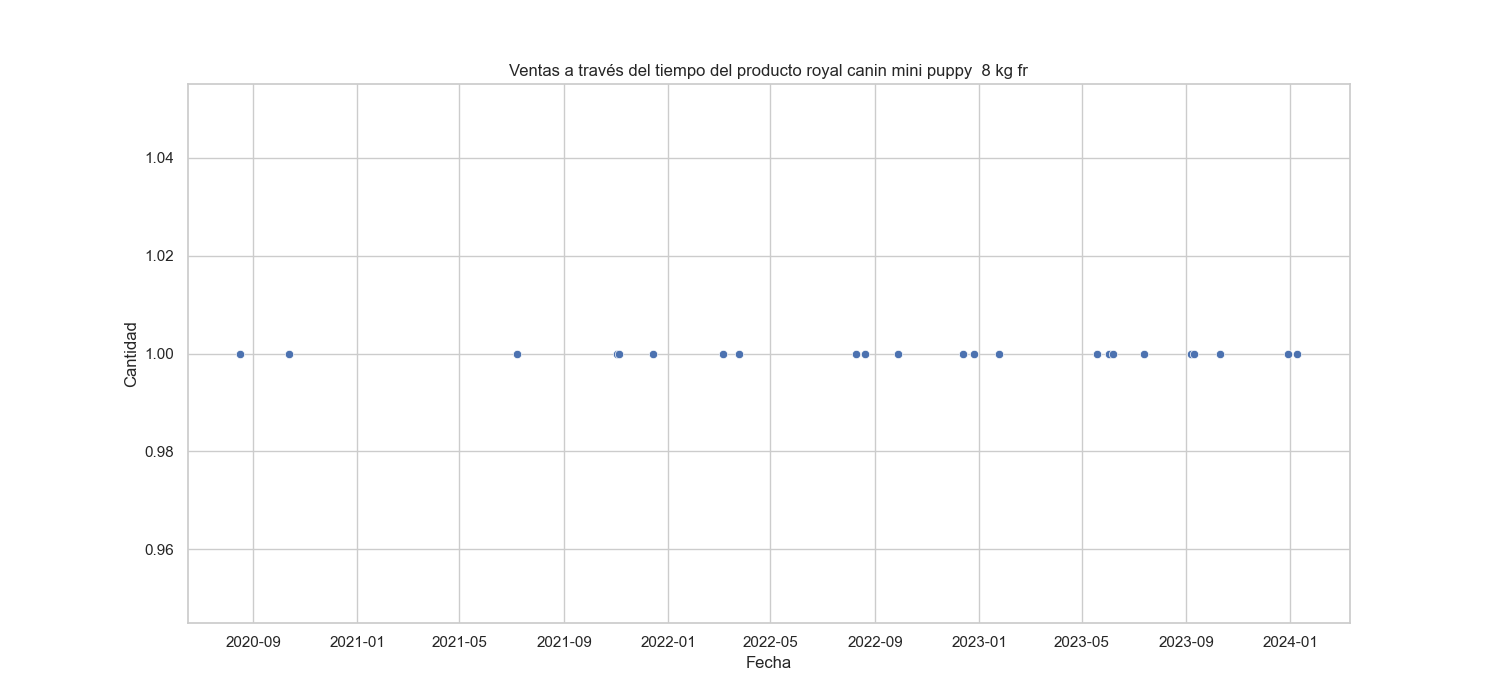 Ventas a través del tiempo del producto royal canin mini puppy  8 kg fr
1.04
1.02
1.00
0.98
0.96
Cantidad
2020-09 2021-01 2021-05 2021-09 2022-01 2022-05 2022-09 2023-01 2023-05 2023-09 2024-01
Fecha